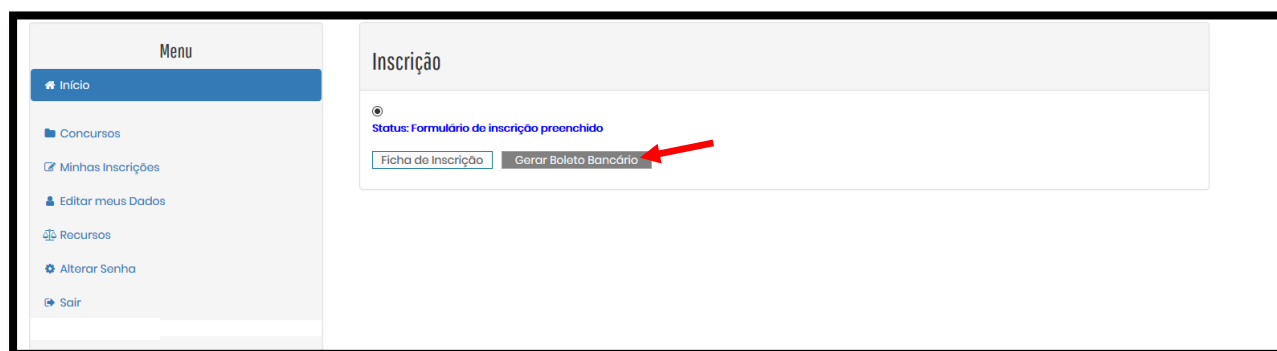 Menu
Início
Concursos
Minhas Inscrições
Editar meus Dados
Recursos
Alterar Senha
Sair
Inscrição
Status: Formulário de inscrição preenchido
Ficha de Inscrição Gerar Boleto Bancário